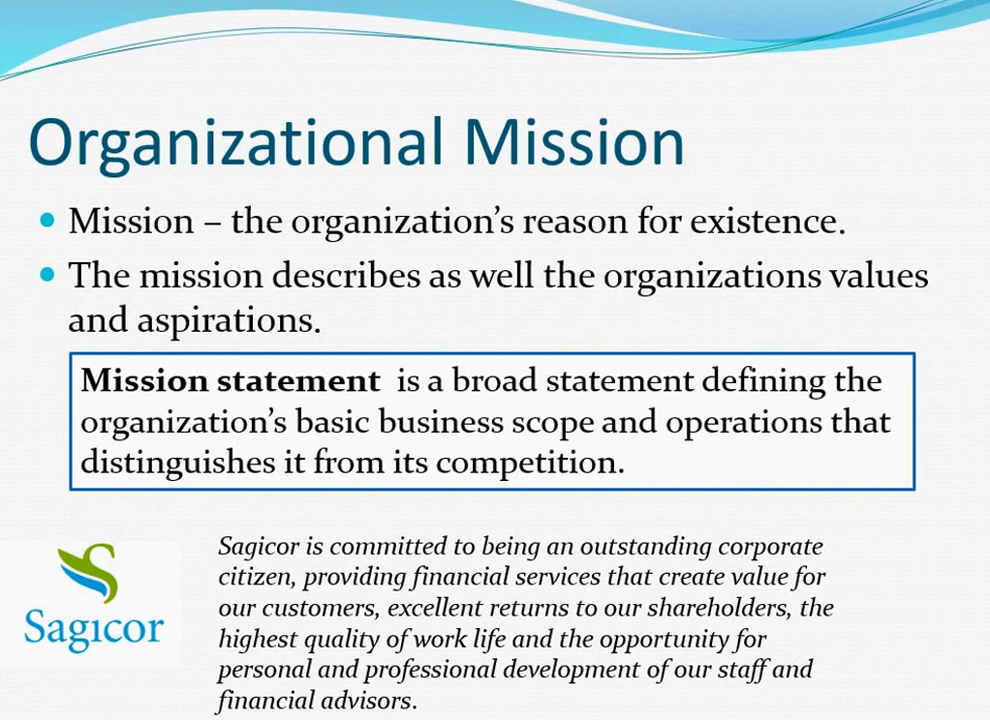 Organizational Mission
• Mission – the organization’s reason for existence.
• The mission describes as well the organizations values
and aspirations.
Mission statement is a broad statement defining the
organization’s basic business scope and operations that
distinguishes it from its competition.
Sagicor
Sagicor is committed to being an outstanding corporate
citizen, providing financial services that create value for
our customers, excellent returns to our shareholders, the
highest quality of work life and the opportunity for
personal and professional development of our staff and
financial advisors.